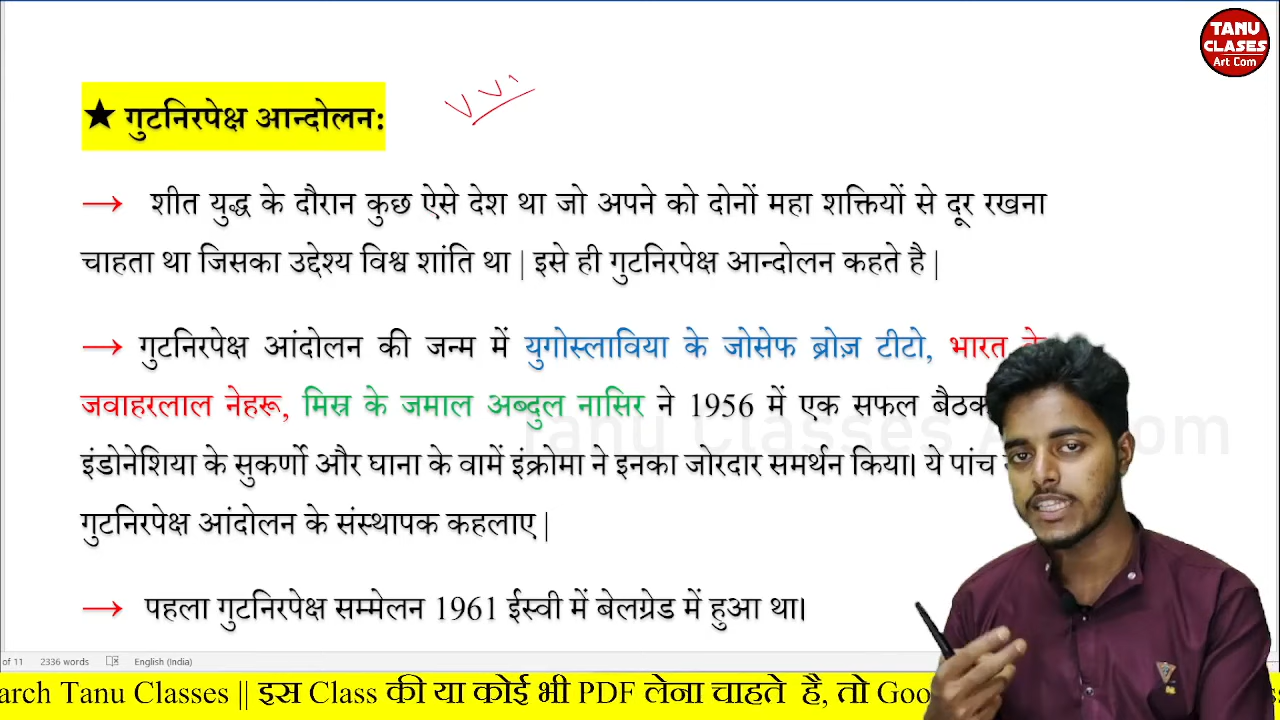 TANU
CLASES
Art Com
★ गुटनिरपेक्ष आन्दोलन:
→ शीत युद्ध के दौरान कुछ ऐसे देश था जो अपने को दोनों महा शक्तियों से दूर रखना
चाहता था जिसका उद्देश्य विश्व शांति था | इसे ही गुटनिरपेक्ष आन्दोलन कहते है |
→ गुटनिरपेक्ष आंदोलन की जन्म में युगोस्लाविया के जोसेफ ब्रोज़ टीटो, भारत के
जवाहरलाल नेहरू, मिस्र के जमाल अब्दुल नासिर ने 1956 में एक सफल बैठक
इंडोनेशिया के सुकर्णो और घाना के वामें इंक्रोमा ने इनका जोरदार समर्थन किया। ये पांच
गुटनिरपेक्ष आंदोलन के संस्थापक कहलाए |
→ पहला गुटनिरपेक्ष सम्मेलन 1961 ईस्वी में बेलग्रेड में हुआ था।
of 11 2336 words English (India)
arch Tanu Classes || इस Class की या कोई भी PDF लेना चाहते है, तो Goo